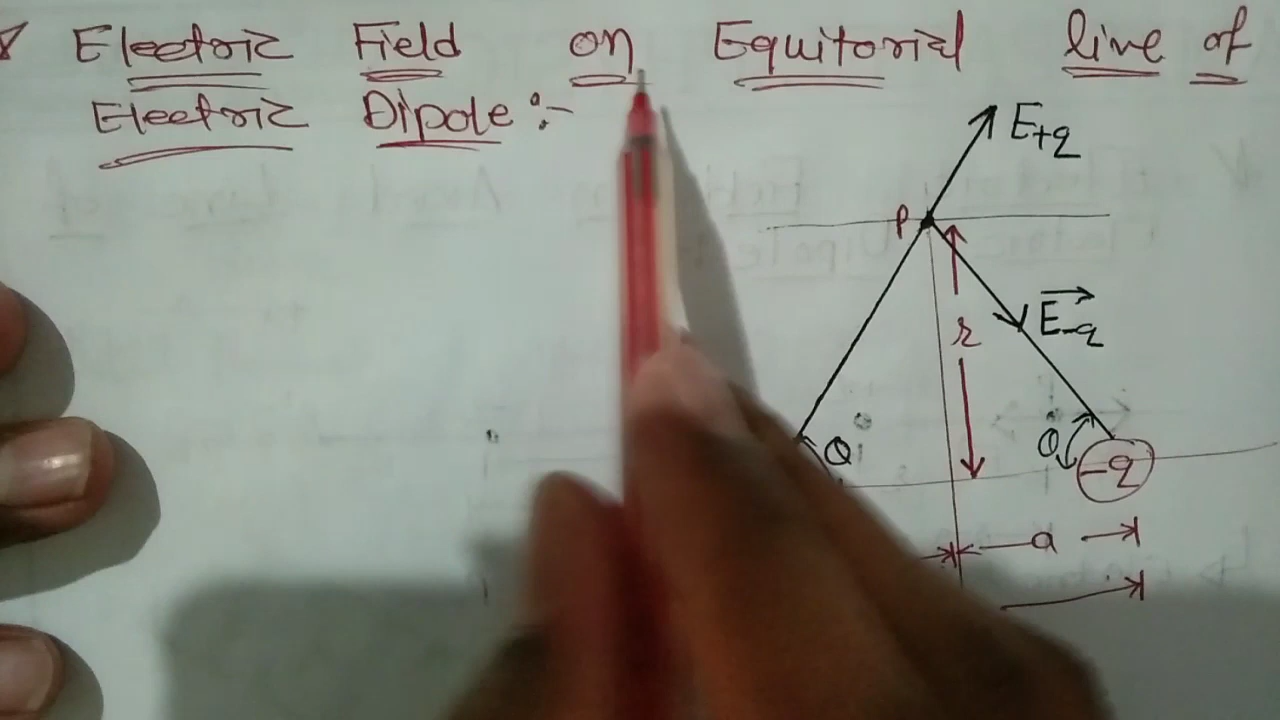 Electric Field on Equitorial line of
Electric Dipole :-
E+q
P
E-q
r
θ
θ
-q
a